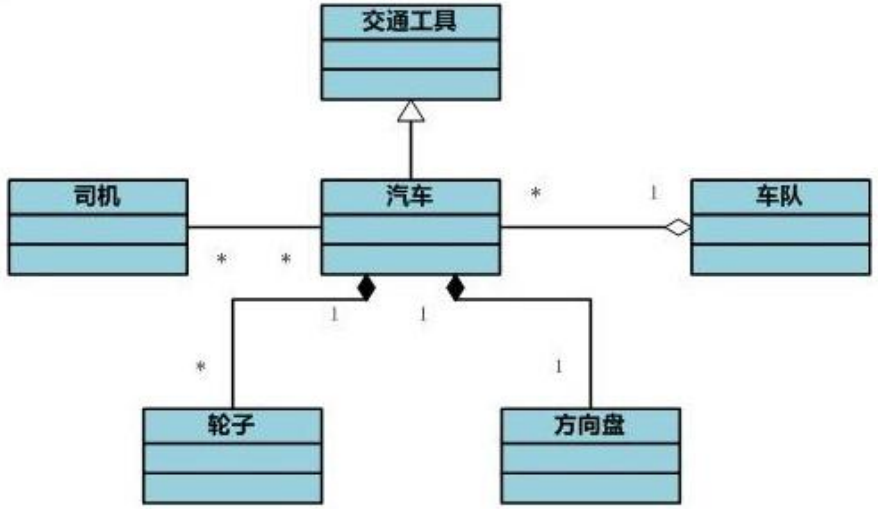 交通工具
司机
汽车
* 1
车队
* *
1 1
* 1
轮子
方向盘